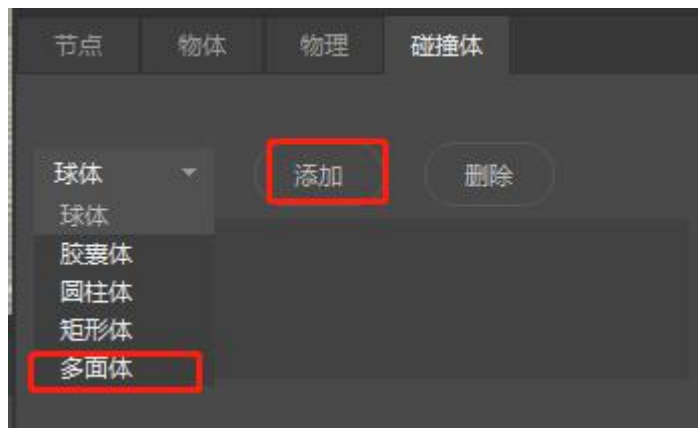 节点 物体 物理 碰撞体
球体 添加 删除
球体
胶囊体
圆柱体
矩形体
多面体